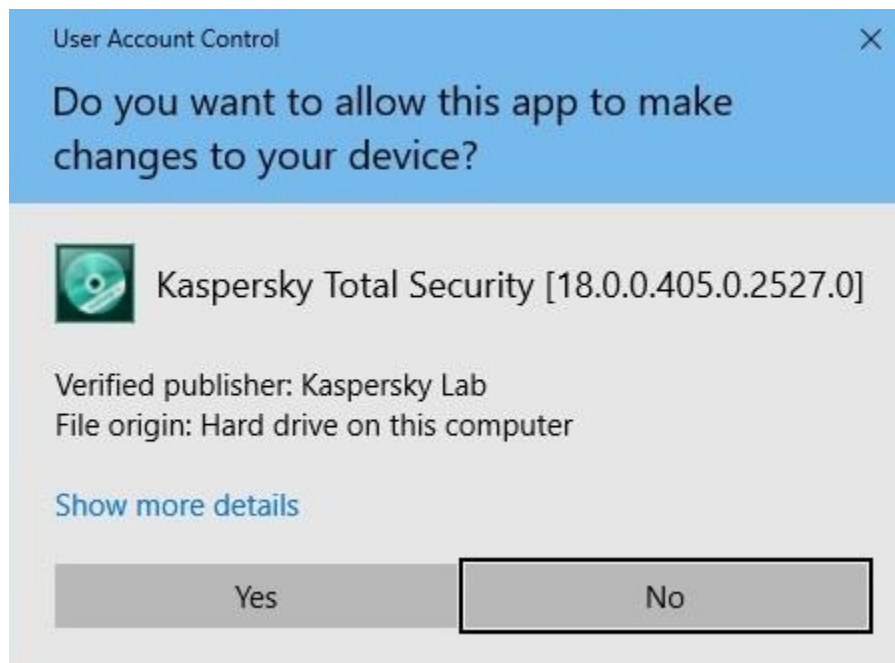 User Account Control
Do you want to allow this app to make
changes to your device?
Kaspersky Total Security [18.0.0.405.0.2527.0]
Verified publisher: Kaspersky Lab
File origin: Hard drive on this computer
Show more details
Yes
No